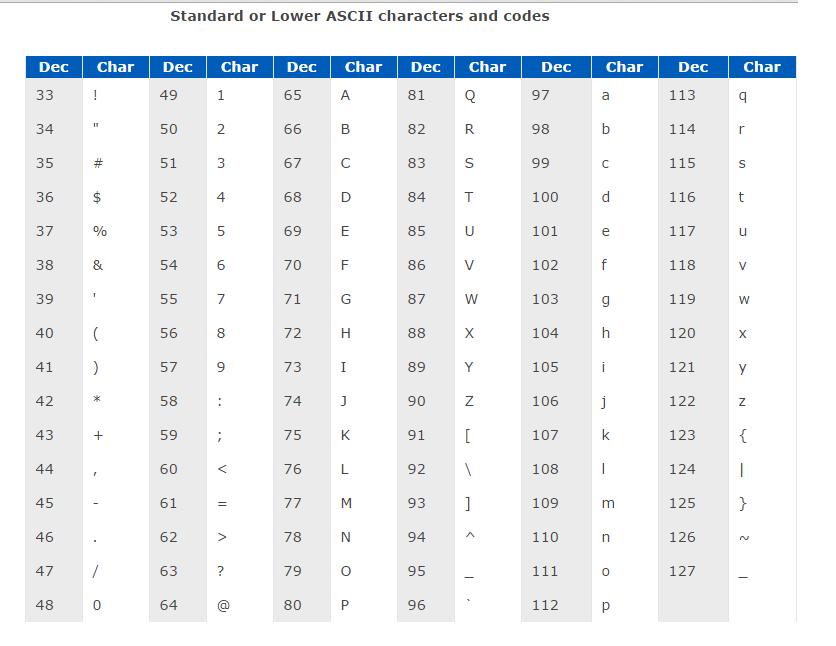 Standard or Lower ASCII characters and codes
Dec Char Dec Char Dec Char Dec Char Dec Char Dec Char
33 ! 49 1 65 A 81 Q 97 a 113 q
34 " 50 2 66 B 82 R 98 b 114 r
35 # 51 3 67 C 83 S 99 c 115 s
36 $ 52 4 68 D 84 T 100 d 116 t
37 % 53 5 69 E 85 U 101 e 117 u
38 & 54 6 70 F 86 V 102 f 118 v
39 ' 55 7 71 G 87 W 103 g 119 w
40 ( 56 8 72 H 88 X 104 h 120 x
41 ) 57 9 73 I 89 Y 105 i 121 y
42 * 58 : 74 J 90 Z 106 j 122 z
43 + 59 ; 75 K 91 [ 107 k 123 {
44 , 60 < 76 L 92 \ 108 l 124 |
45 - 61 = 77 M 93 ] 109 m 125 }
46 . 62 > 78 N 94 ^ 110 n 126 ~
47 / 63 ? 79 O 95 _ 111 o 127 _
48 0 64 @ 80 P 96 ` 112 p